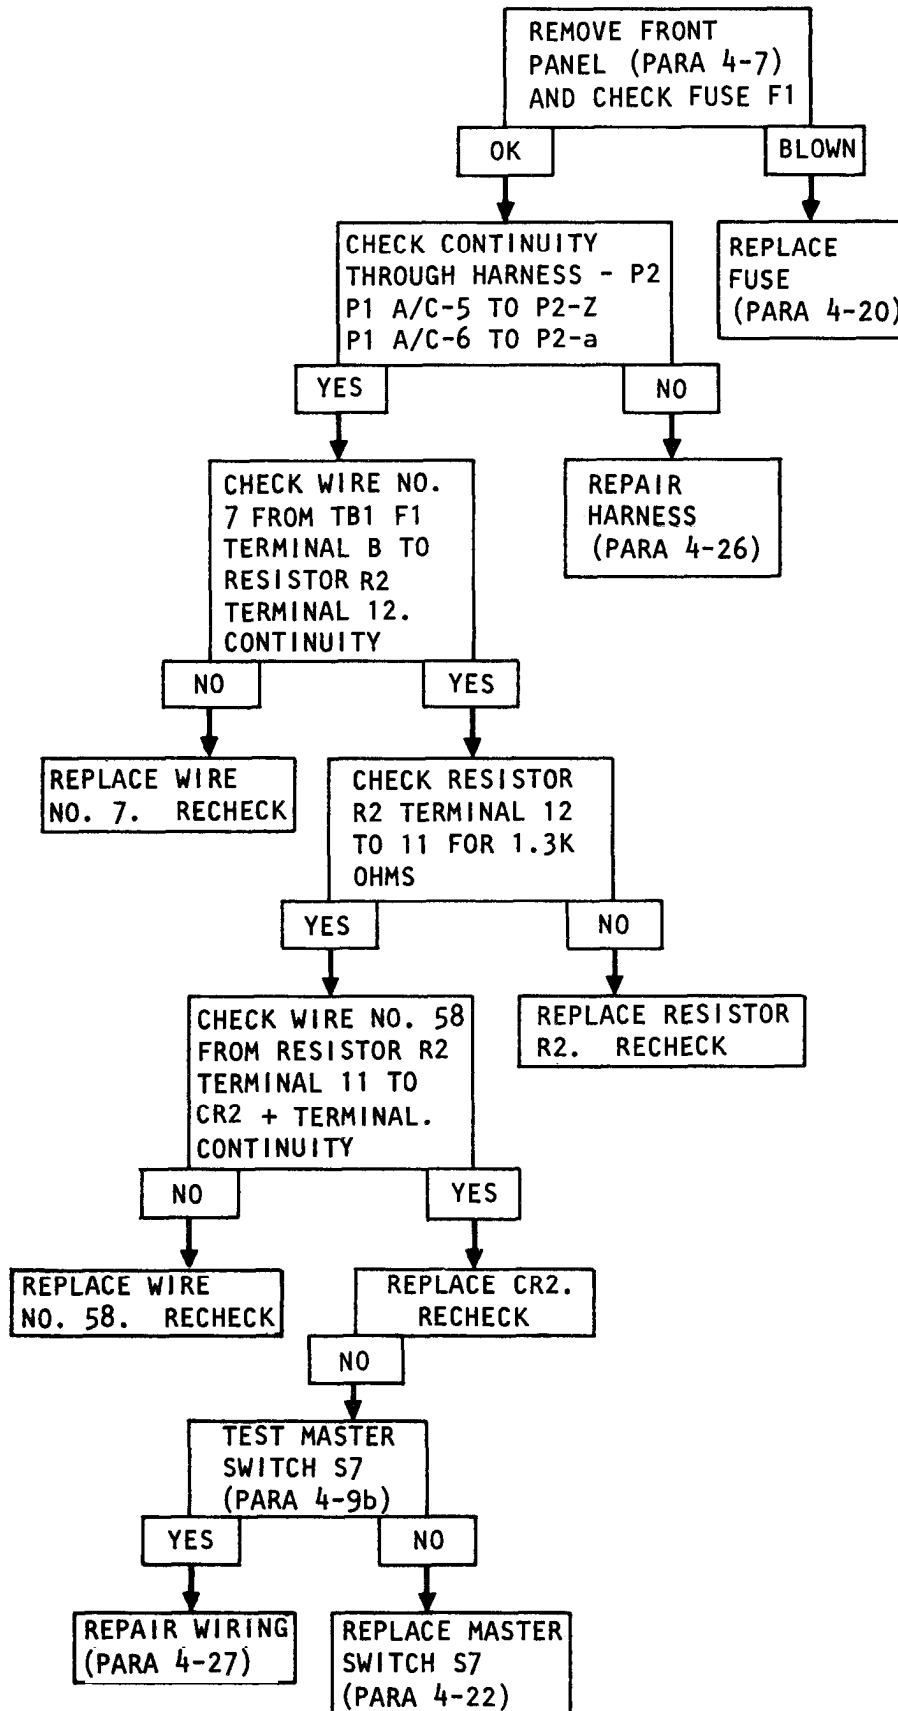 REMOVE FRONT
PANEL (PARA 4-7)
AND CHECK FUSE F1
OK
BLOWN
CHECK CONTINUITY
THROUGH HARNESS - P2
P1 A/C-5 TO P2-Z
P1 A/C-6 TO P2-a
REPLACE
FUSE
(PARA 4-20)
YES
NO
CHECK WIRE NO.
7 FROM TB1 F1
TERMINAL B TO
RESISTOR R2
TERMINAL 12.
CONTINUITY
REPAIR
HARNESS
(PARA 4-26)
NO
YES
REPLACE WIRE
NO. 7. RECHECK
CHECK RESISTOR
R2 TERMINAL 12
TO 11 FOR 1.3K
OHMS
YES
NO
CHECK WIRE NO. 58
FROM RESISTOR R2
TERMINAL 11 TO
CR2 + TERMINAL.
CONTINUITY
REPLACE RESISTOR
R2. RECHECK
NO
YES
REPLACE WIRE
NO. 58. RECHECK
REPLACE CR2.
RECHECK
NO
TEST MASTER
SWITCH S7
(PARA 4-9b)
YES
NO
REPAIR WIRING
(PARA 4-27)
REPLACE MASTER
SWITCH S7
(PARA 4-22)